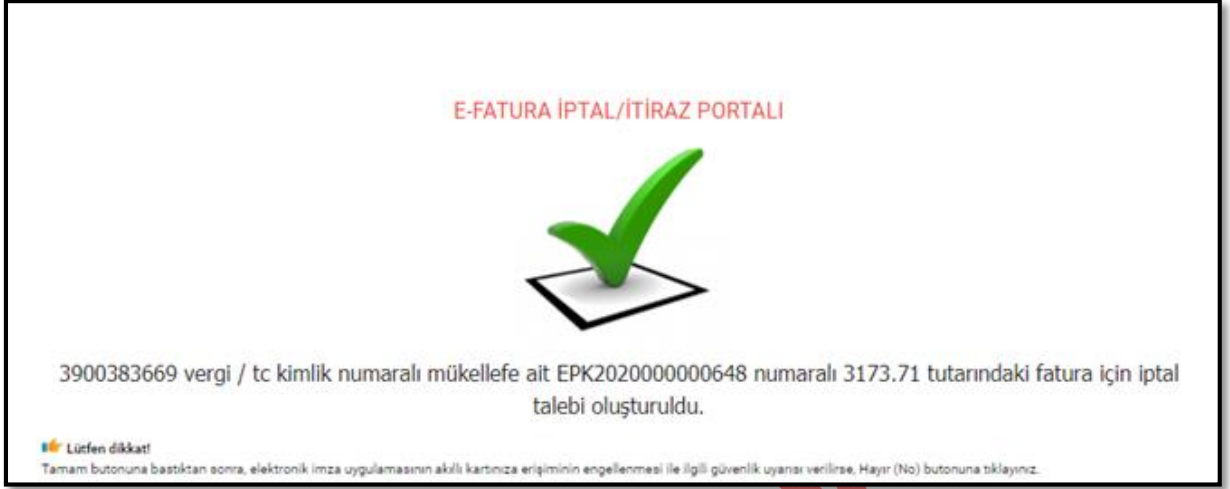 E-FATURA İPTAL/İTİRAZ PORTALI
3900383669 vergi / tc kimlik numaralı mükellefe ait EPK2020000000648 numaralı 3173.71 tutarındaki fatura için iptal
talebi oluşturuldu.
Lütfen dikkat!
Tamam butonuna bastıktan sonra, elektronik imza uygulamasının akıllı kartınıza erişiminin engellenmesi ile ilgili güvenlik uyarısı verilirse, Hayır (No) butonuna tıklayınız.